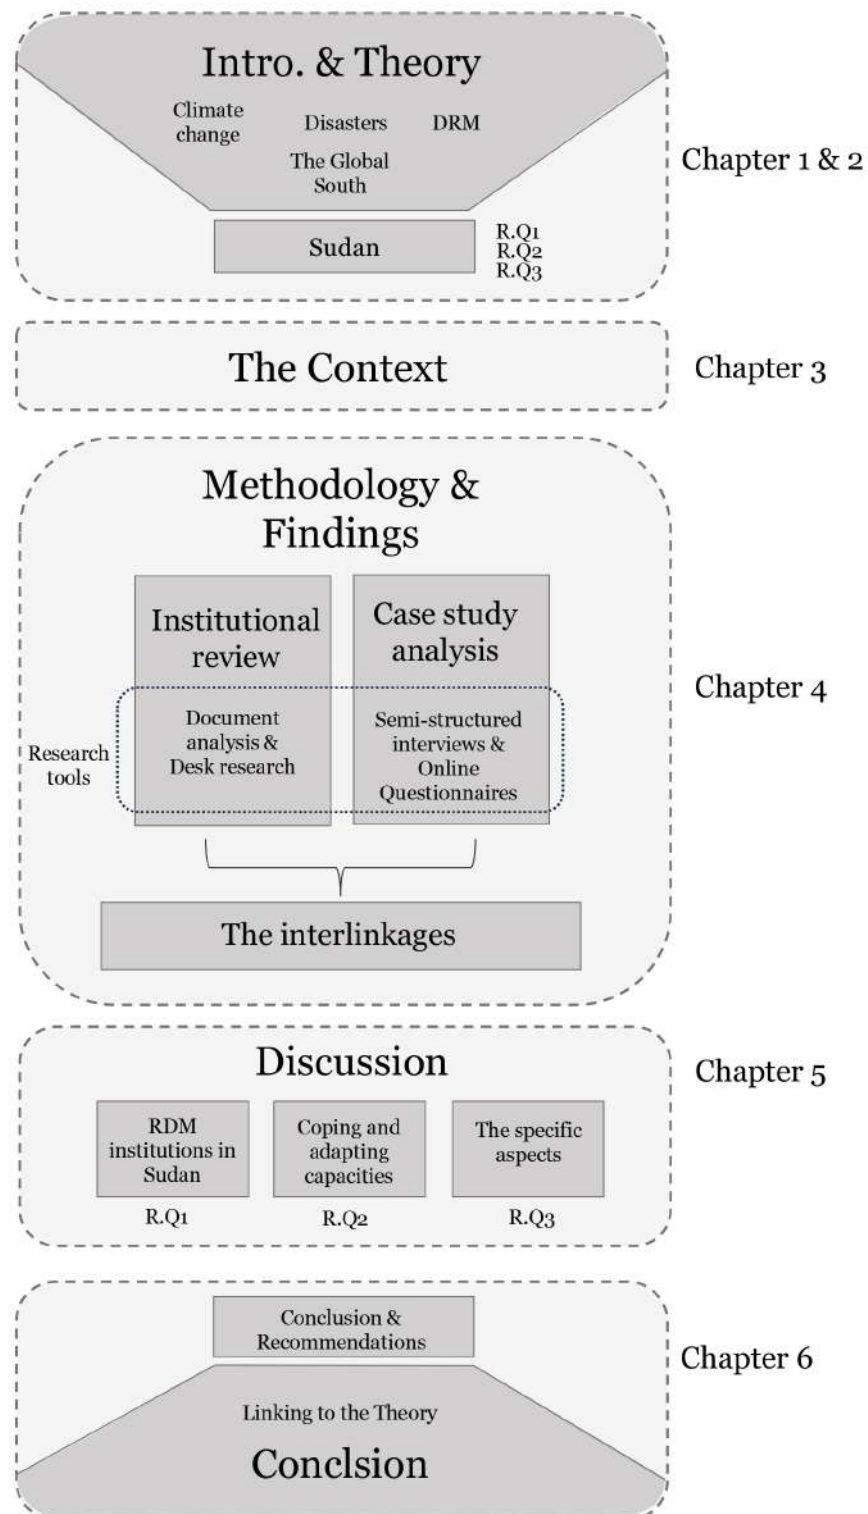 Intro. & Theory
Climate
change
Disasters
DRM
The Global
South
Chapter 1 & 2
Sudan
R.Q1
R.Q2
R.Q3
The Context
Chapter 3
Methodology &
Findings
Institutional
review
Case study
analysis
Chapter 4
Research
tools
Document
analysis &
Desk research
Semi-structured
interviews &
Online
Questionnaires
The interlinkages
Discussion
Chapter 5
RDM
institutions in
Sudan
Coping and
adapting
capacities
The specific
aspects
R.Q1
R.Q2
R.Q3
Conclusion &
Recommendations
Chapter 6
Linking to the Theory
Conclsion